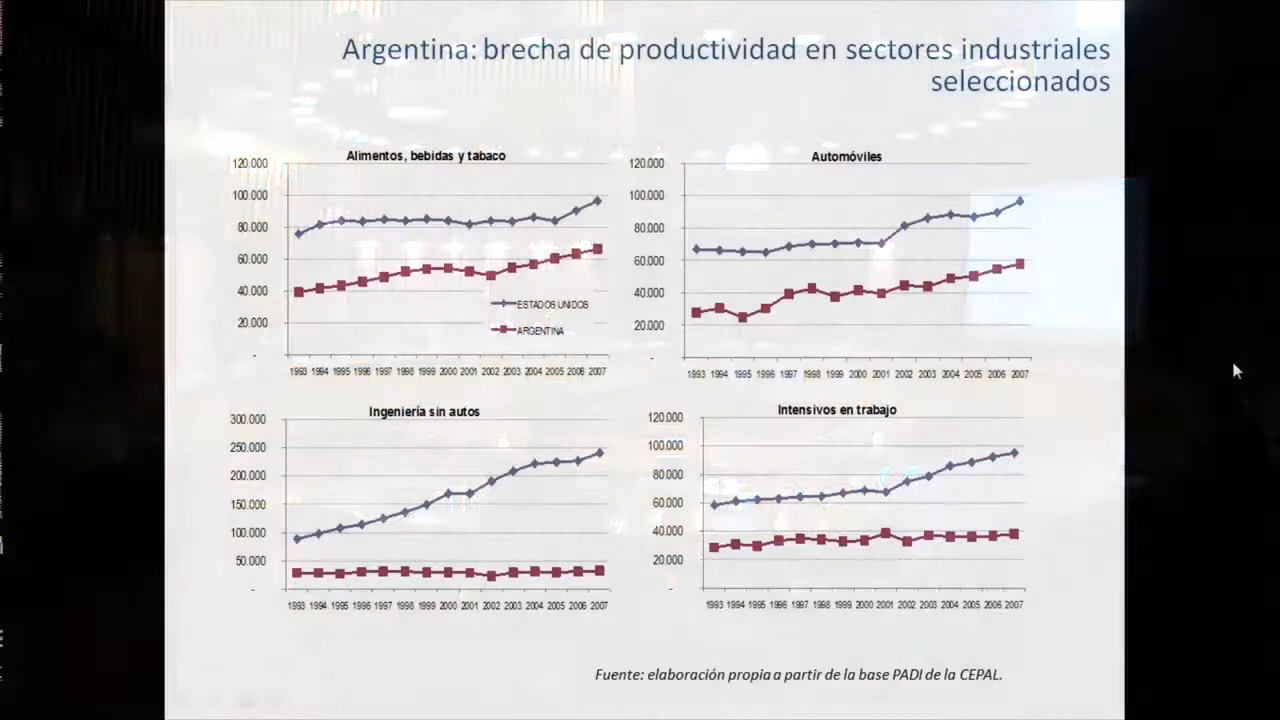 Argentina: brecha de productividad en sectores industriales
seleccionados
Alimentos, bebidas y tabaco
120.000
100.000
80.000
60.000
40.000
20.000
-
ESTADOS UNIDOS
ARGENTINA
1993 1994 1995 1996 1997 1998 1999 2000 2001 2002 2003 2004 2005 2006 2007
Automóviles
120.000
100.000
80.000
60.000
40.000
20.000
-
1993 1994 1995 1996 1997 1998 1999 2000 2001 2002 2003 2004 2005 2006 2007
Ingeniería sin autos
300.000
250.000
200.000
150.000
100.000
50.000
-
1993 1994 1995 1996 1997 1998 1999 2000 2001 2002 2003 2004 2005 2006 2007
Intensivos en trabajo
120.000
100.000
80.000
60.000
40.000
20.000
-
1993 1994 1995 1996 1997 1998 1999 2000 2001 2002 2003 2004 2005 2006 2007
Fuente: elaboración propia a partir de la base PADI de la CEPAL.